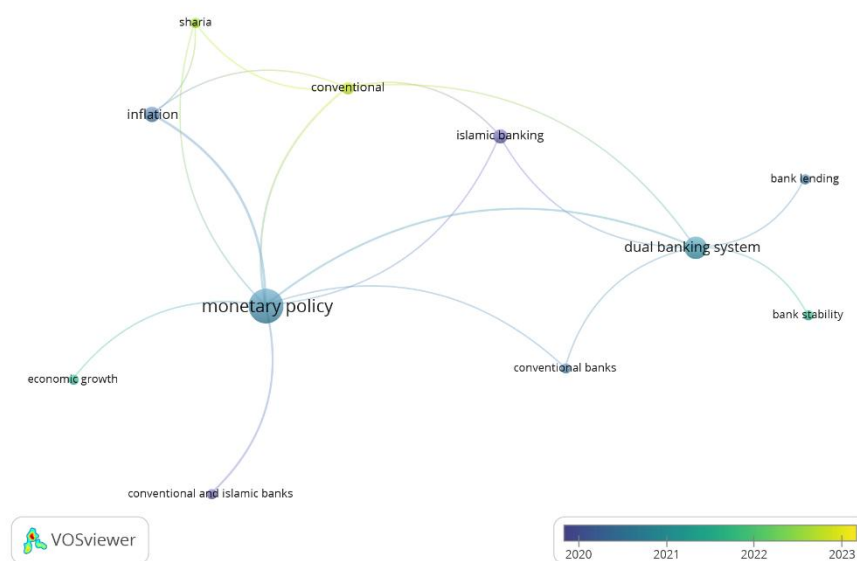 sharia
conventional
inflation
islamic banking
bank lending
dual banking system
monetary policy
bank stability
conventional banks
economic growth
conventional and islamic banks
VOSviewer
2020 2021 2022 2023